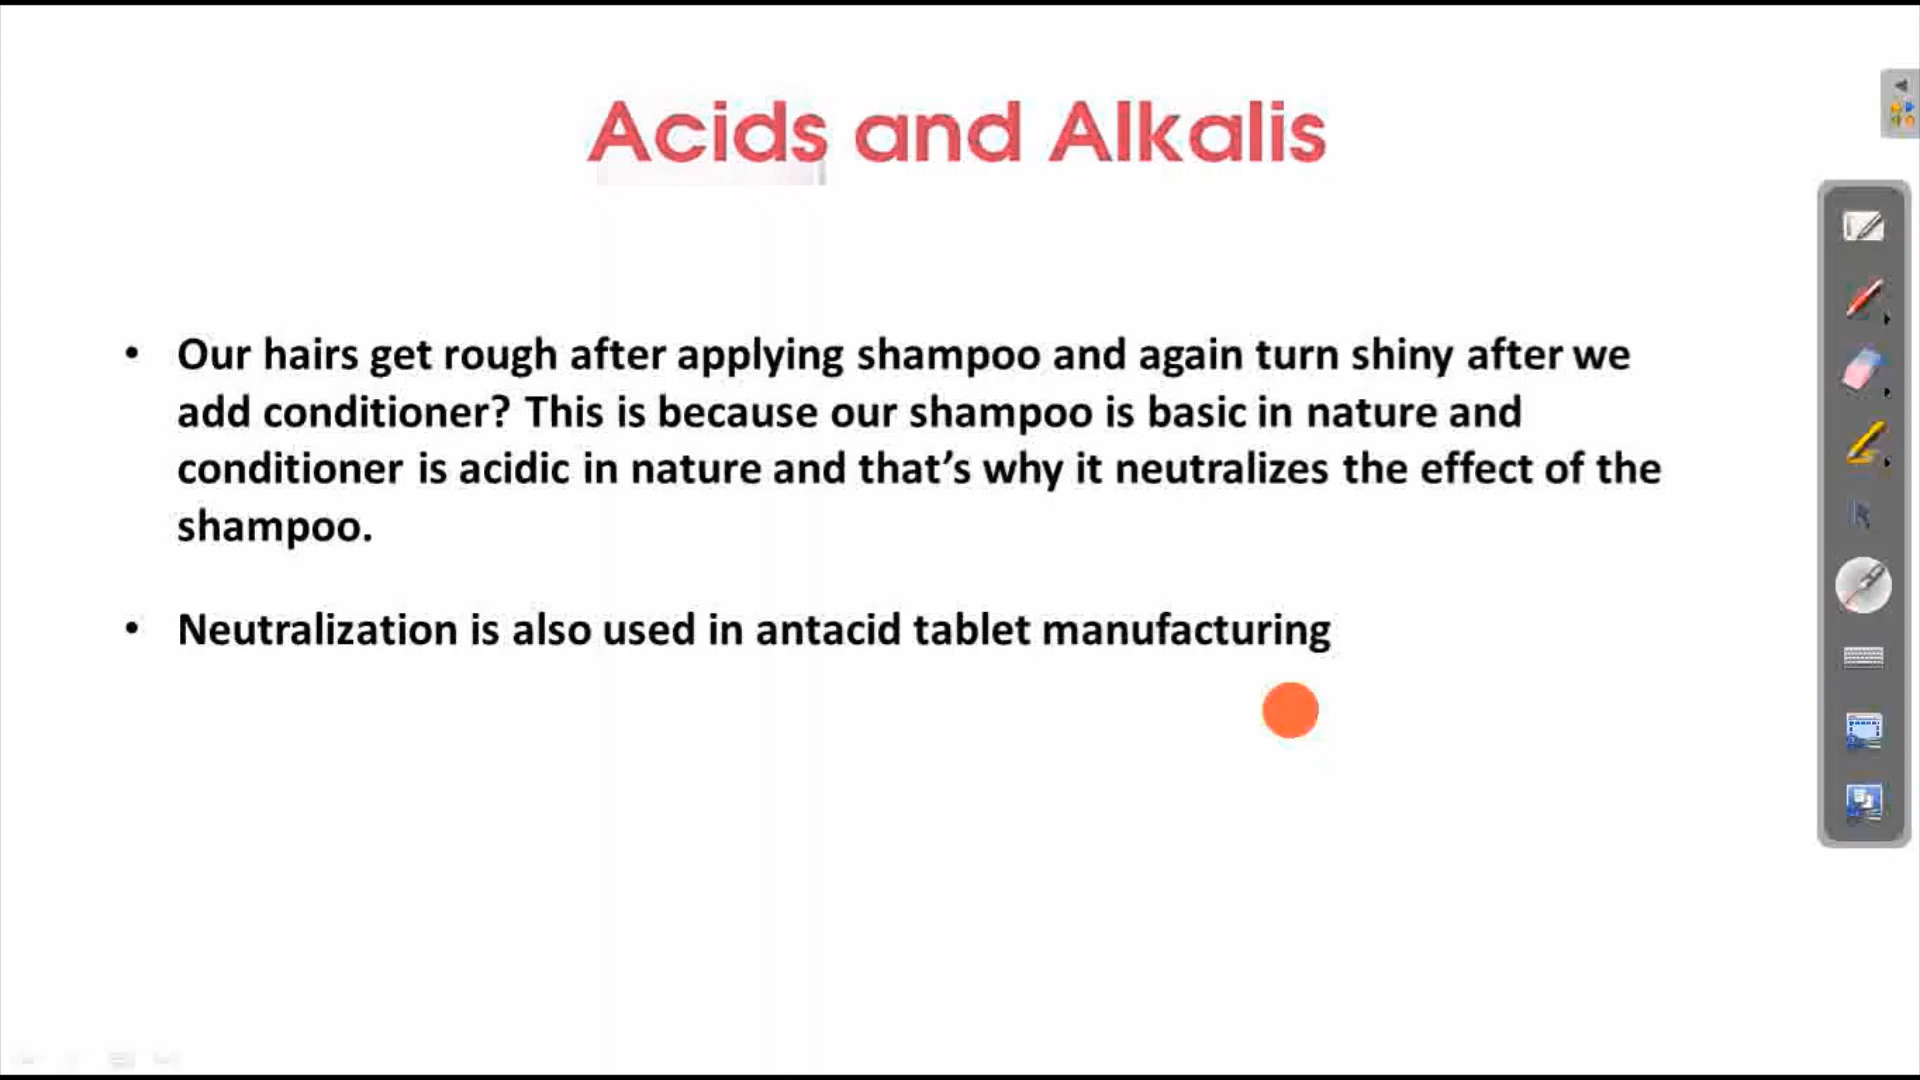 Acids and Alkalis
• Our hairs get rough after applying shampoo and again turn shiny after we
add conditioner? This is because our shampoo is basic in nature and
conditioner is acidic in nature and that’s why it neutralizes the effect of the
shampoo.
• Neutralization is also used in antacid tablet manufacturing